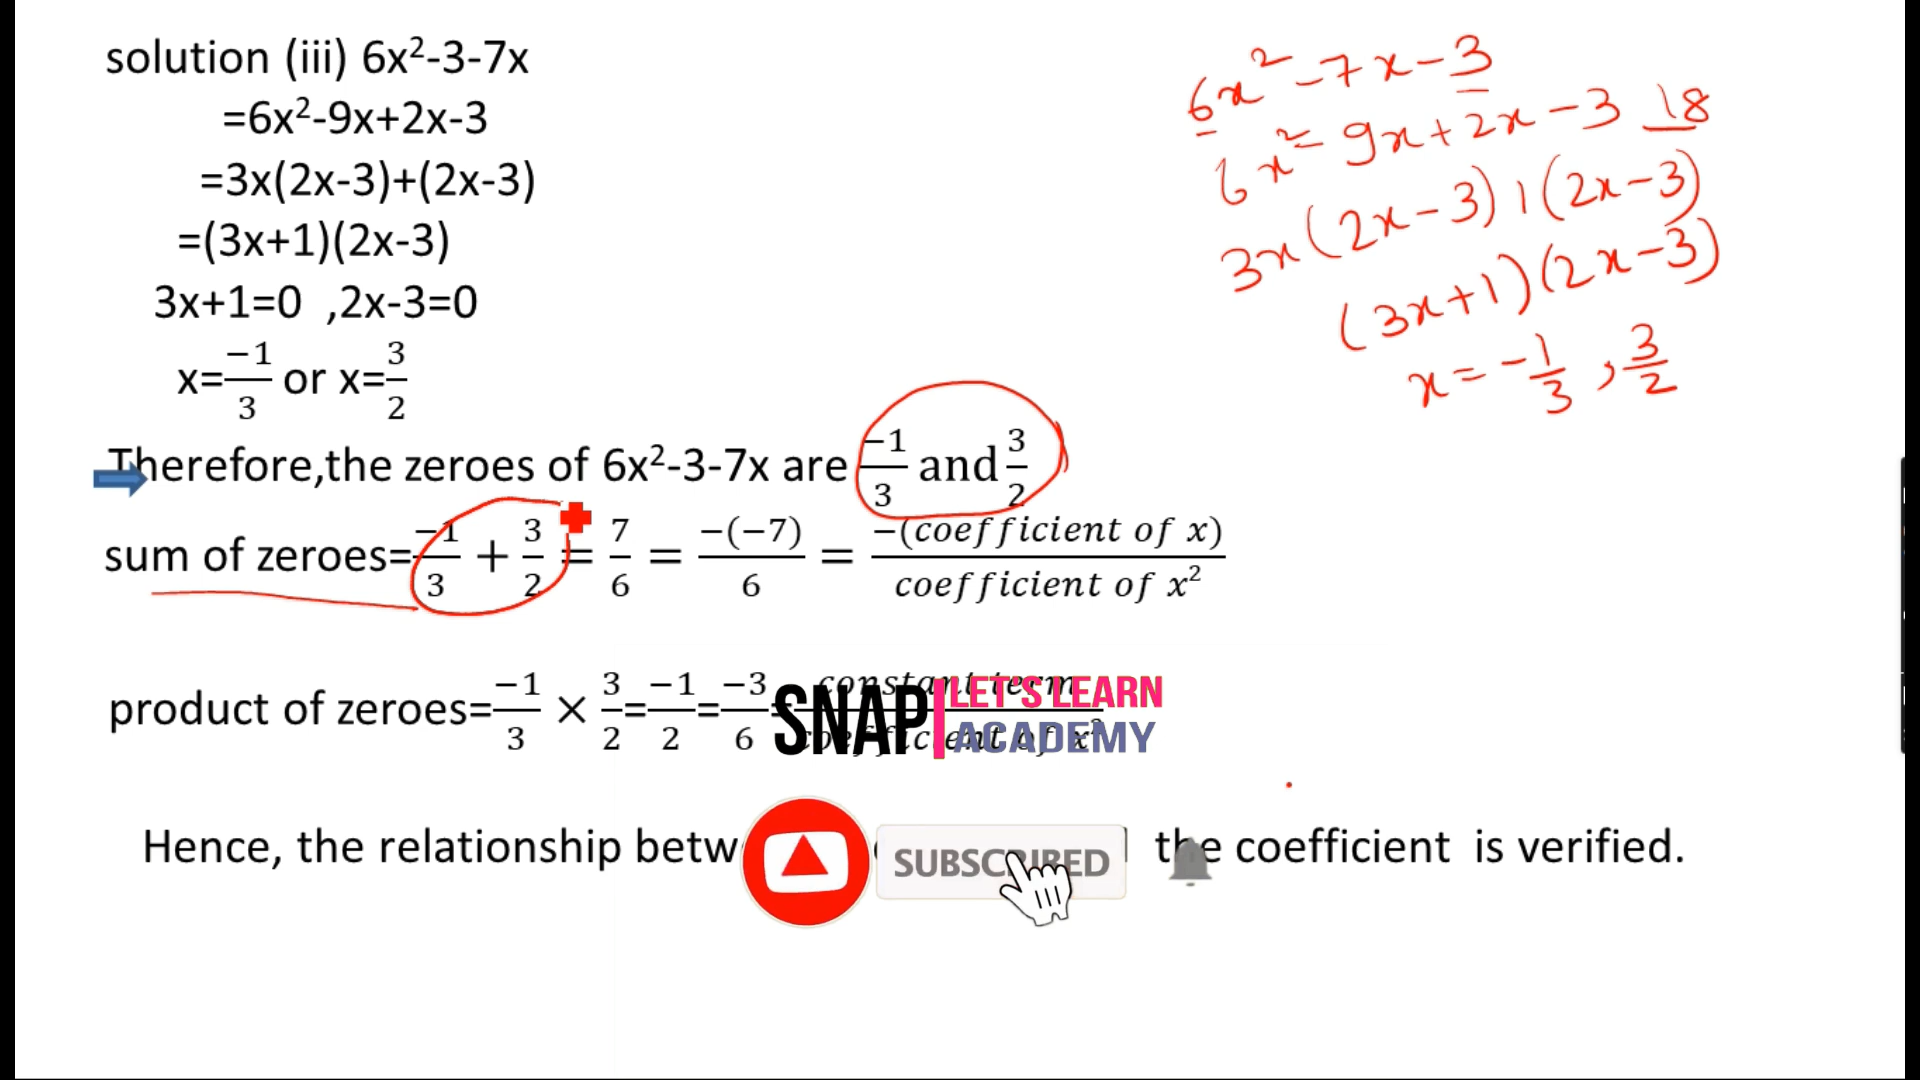 solution (iii) 6x²-3-7x
=6x²-9x+2x-3
=3x(2x-3)+(2x-3)
=(3x+1)(2x-3)
3x+1=0 ,2x-3=0
x=−1/3 or x=3/2
Therefore,the zeroes of 6x²-3-7x are −1/3 and 3/2
sum of zeroes=−1/3 + 3/2 = 7/6 = −(−7)/6 = −(coefficient of x)/coefficient of x²
product of zeroes=−1/3 × 3/2=−1/2=−3/6=constant term/coefficient of x²
Hence, the relationship the coefficient is verified.
6x² − 7x − 3
6x² − 9x + 2x − 3 18
3x(2x − 3) 1(2x − 3)
(3x + 1)(2x − 3)
x = −1/3 , 3/2
SNAP
LET'S LEARN
ACADEMY
SUBSCRIBED